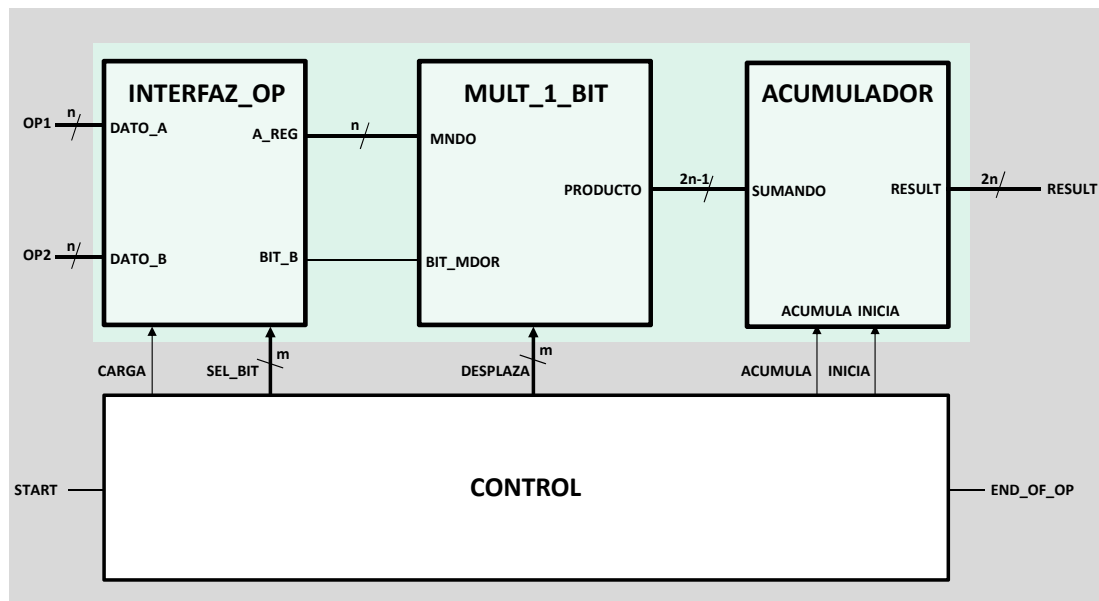 INTERFAZ_OP
MULT_1_BIT
ACUMULADOR
OP1
n
DATO_A
A_REG
n
MNDO
PRODUCTO
2n-1
SUMANDO
RESULT
2n
RESULT
OP2
n
DATO_B
BIT_B
BIT_MDOR
ACUMULA INICIA
CARGA
SEL_BIT
m
DESPLAZA
m
ACUMULA
INICIA
START
CONTROL
END_OF_OP